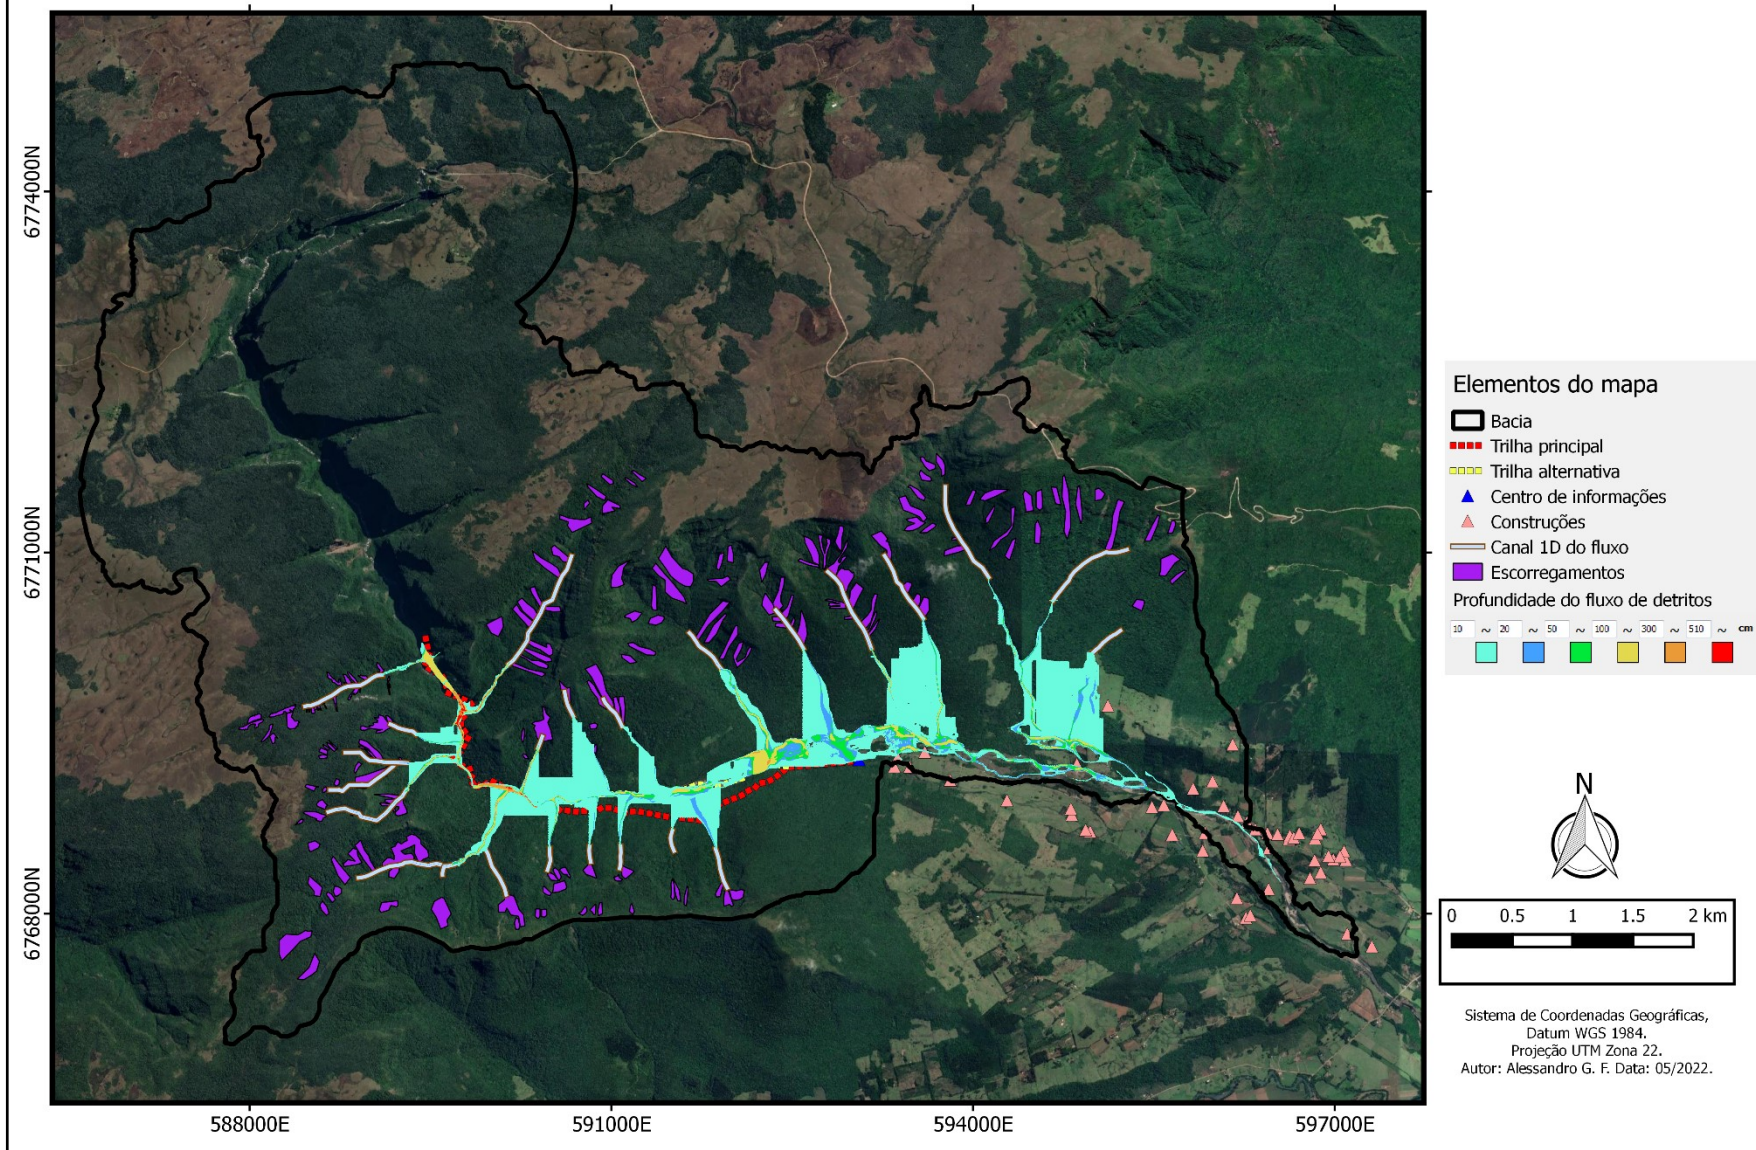 6774000N
6771000N
6768000N
588000E
591000E
594000E
597000E
Elementos do mapa
Bacia
Trilha principal
Trilha alternativa
Centro de informações
Construções
Canal 1D do fluxo
Escorregamentos
Profundidade do fluxo de detritos
10 ~ 20 ~ 50 ~ 100 ~ 300 ~ 510 ~ cm
N
0 0.5 1 1.5 2 km
Sistema de Coordenadas Geográficas,
Datum WGS 1984.
Projeção UTM Zona 22.
Autor: Alessandro G. F. Data: 05/2022.